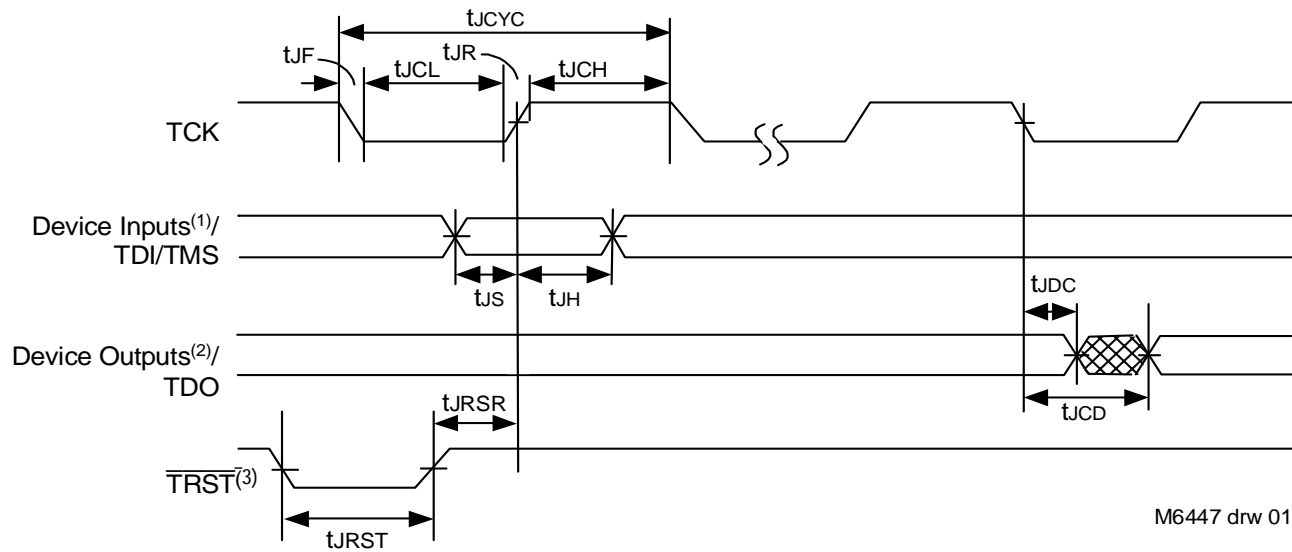 tJCYC
tJF
tJCL
tJR
tJCH
TCK
Device Inputs(1)/
TDI/TMS
tJS
tJH
tJDC
Device Outputs(2)/
TDO
tJRSR
tJCD
TRST(3)
M6447 drw 01
tJRST